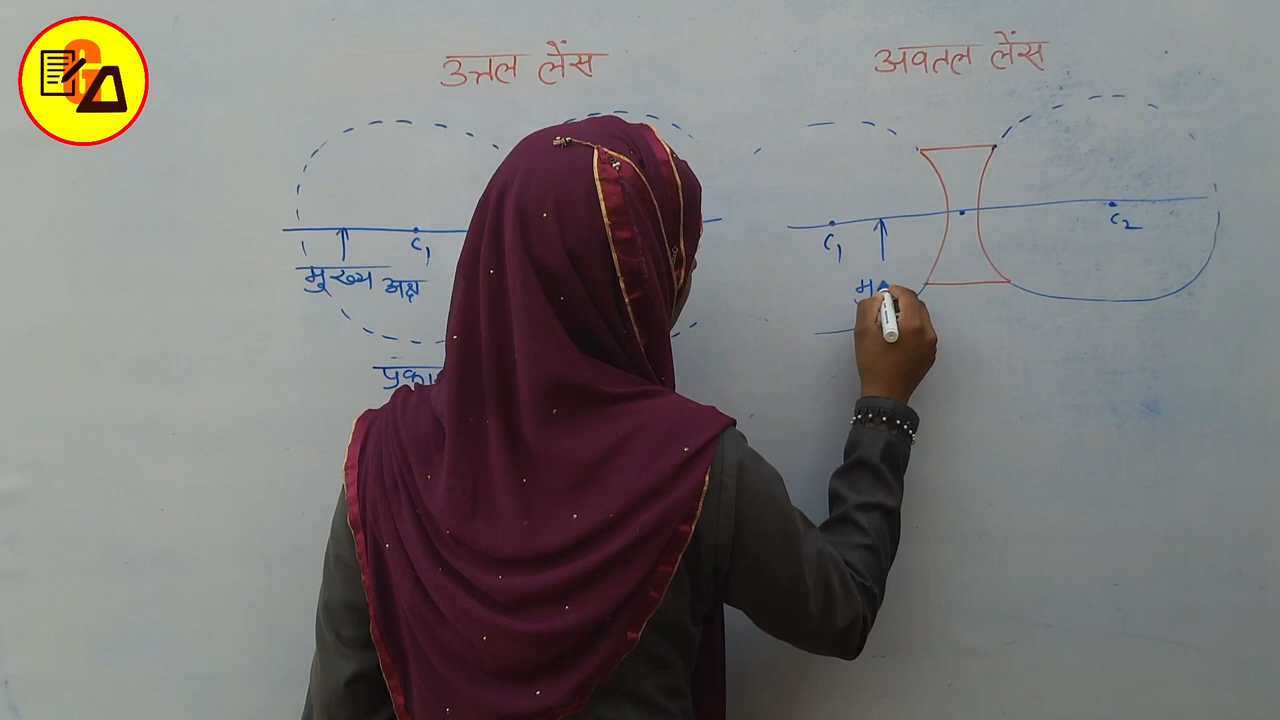 उत्तल लेंस
अवतल लेंस
C₁
C₁
C₂
मुख्य अक्ष